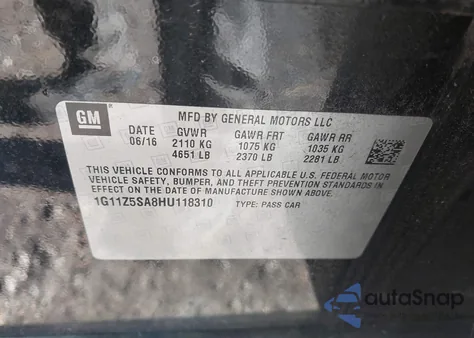 GM
MFD BY GENERAL MOTORS LLC
DATE GVWR GAWR FRT GAWR RR
06/16 2110 KG 1075 KG 1035 KG
4651 LB 2370 LB 2281 LB
THIS VEHICLE CONFORMS TO ALL APPLICABLE U.S. FEDERAL MOTOR
VEHICLE SAFETY, BUMPER, AND THEFT PREVENTION STANDARDS IN
EFFECT ON THE DATE OF MANUFACTURE SHOWN ABOVE.
1G11Z5SA8HU118310 TYPE: PASS CAR
autoSnap